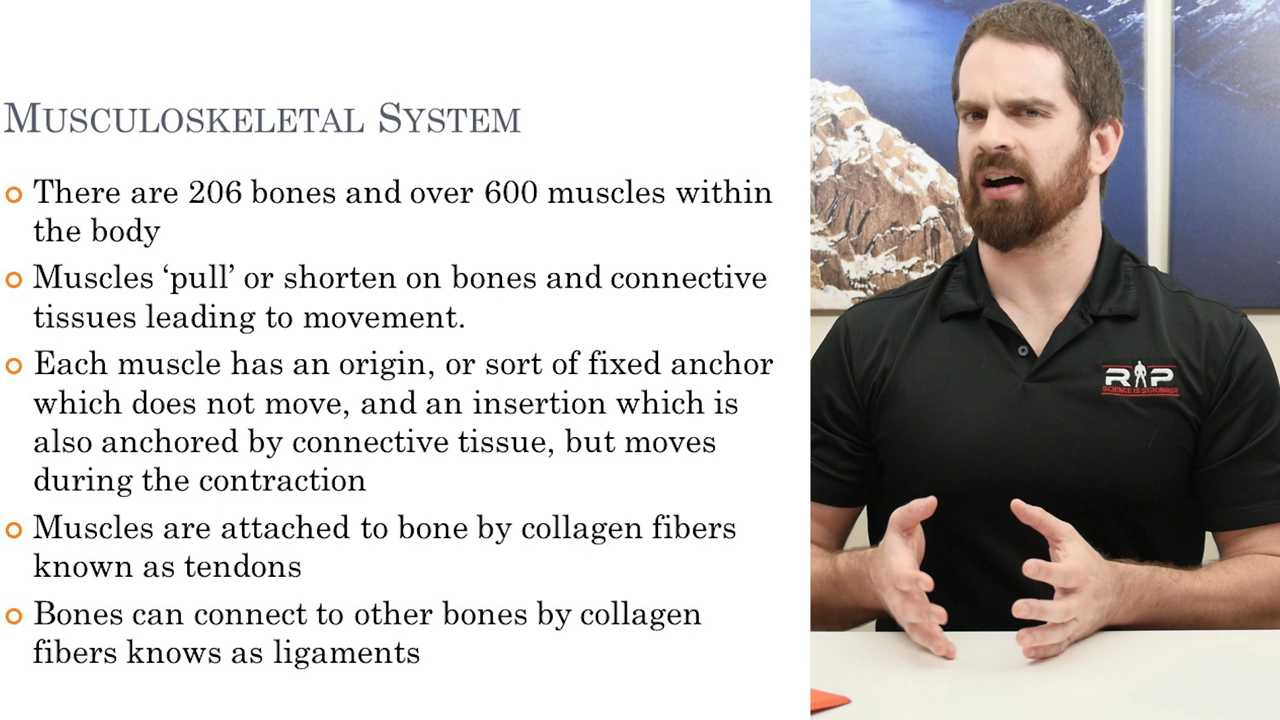 MUSCULOSKELETAL SYSTEM
There are 206 bones and over 600 muscles within
the body
Muscles ‘pull’ or shorten on bones and connective
tissues leading to movement.
Each muscle has an origin, or sort of fixed anchor
which does not move, and an insertion which is
also anchored by connective tissue, but moves
during the contraction
Muscles are attached to bone by collagen fibers
known as tendons
Bones can connect to other bones by collagen
fibers knows as ligaments
RIP
SCIENCE IS STRONGER